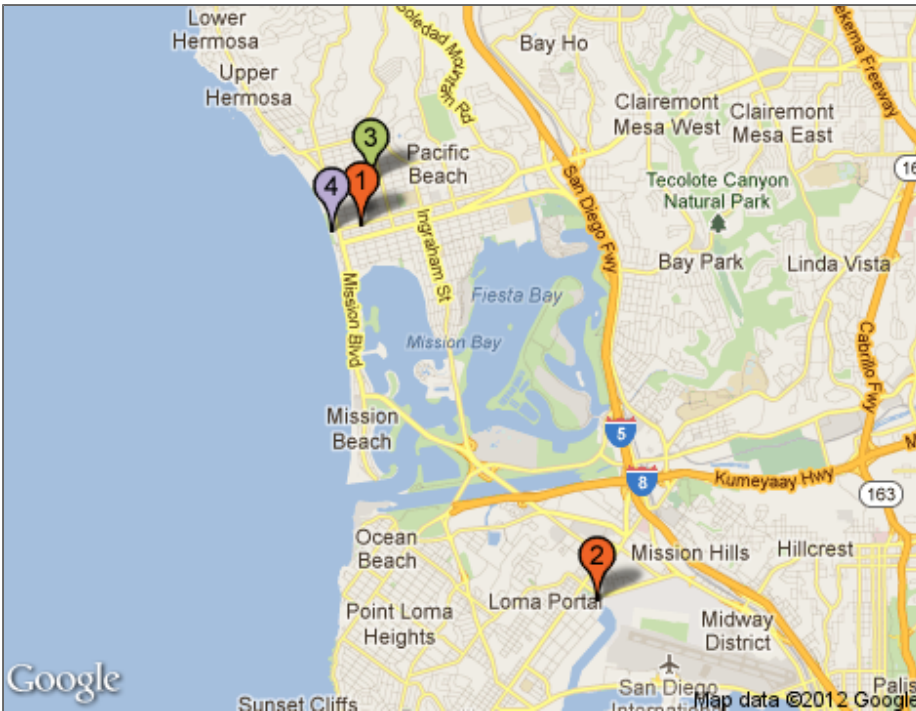 Lower
Hermosa
Soledad Mountain Rd
Bay Ho
Upper
Hermosa
Clairemont
Mesa West
Clairemont
Mesa East
3
Pacific
Beach
4
1
San Diego Fwy
Tecolote Canyon
Natural Park
Ingraham St
Bay Park
Linda Vista
Mission Blvd
Fiesta Bay
Mission Bay
Cabrillo Fwy
Mission
Beach
5
8
Kumeyaay Hwy
163
Ocean
Beach
2
Mission Hills
Hillcrest
Loma Portal
Point Loma
Heights
Midway
District
Google
San Diego
Sunset Cliffs
Map data ©2012 Google